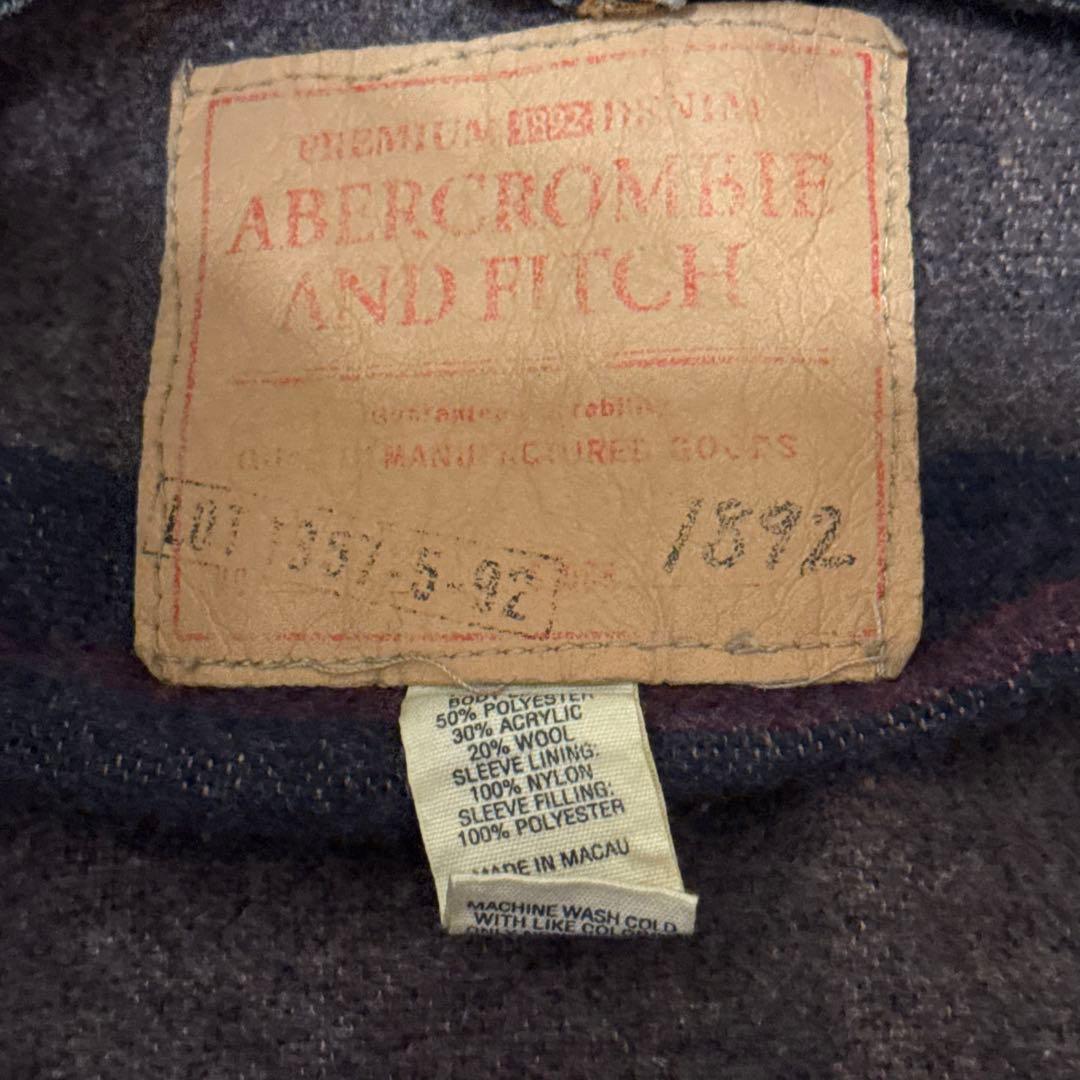 PREMIUM 1892 DENIM
ABERCROMBIE
AND FITCH
MANUFACTURED GOODS
1892
50% POLYESTER
30% ACRYLIC
20% WOOL
SLEEVE LINING:
100% NYLON
SLEEVE FILLING:
100% POLYESTER
MADE IN MACAU
MACHINE WASH COLD
WITH LIKE COLORS